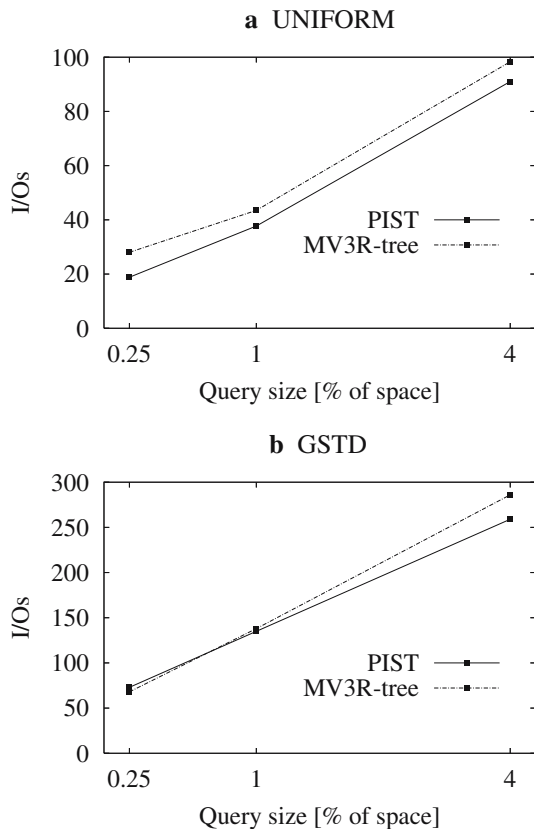 a UNIFORM
100
80
60
40
20
0
I/Os
PIST
MV3R-tree
0.25 1 4
Query size [% of space]
b GSTD
300
250
200
150
100
50
0
I/Os
PIST
MV3R-tree
0.25 1 4
Query size [% of space]